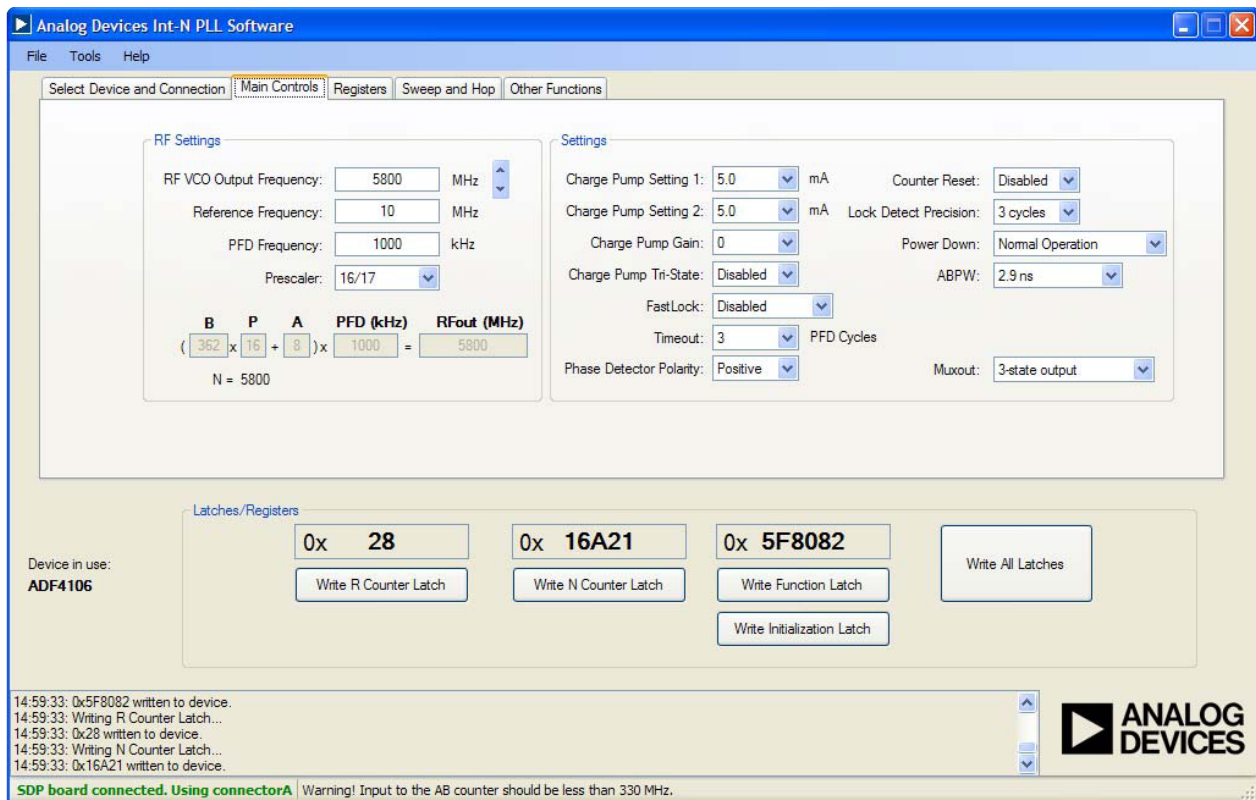 Analog Devices Int-N PLL Software
File Tools Help
Select Device and Connection Main Controls Registers Sweep and Hop Other Functions
RF Settings
RF VCO Output Frequency: 5800 MHz
Reference Frequency: 10 MHz
PFD Frequency: 1000 kHz
Prescaler: 16/17
B P A PFD (kHz) RFout (MHz)
( 362 x 16 + 8 ) x 1000 = 5800
N = 5800
Settings
Charge Pump Setting 1: 5.0 mA
Charge Pump Setting 2: 5.0 mA
Charge Pump Gain: 0
Charge Pump Tri-State: Disabled
FastLock: Disabled
Timeout: 3 PFD Cycles
Phase Detector Polarity: Positive
Counter Reset: Disabled
Lock Detect Precision: 3 cycles
Power Down: Normal Operation
ABPW: 2.9 ns
Muxout: 3-state output
Latches/Registers
0x 28 0x 16A21 0x 5F8082
Write R Counter Latch Write N Counter Latch Write Function Latch Write All Latches
Write Initialization Latch
Device in use:
ADF4106
14:59:33: 0x5F8082 written to device.
14:59:33: Writing R Counter Latch...
14:59:33: 0x28 written to device.
14:59:33: Writing N Counter Latch...
14:59:33: 0x16A21 written to device.
ANALOG
DEVICES
SDP board connected. Using connectorA Warning! Input to the AB counter should be less than 330 MHz.